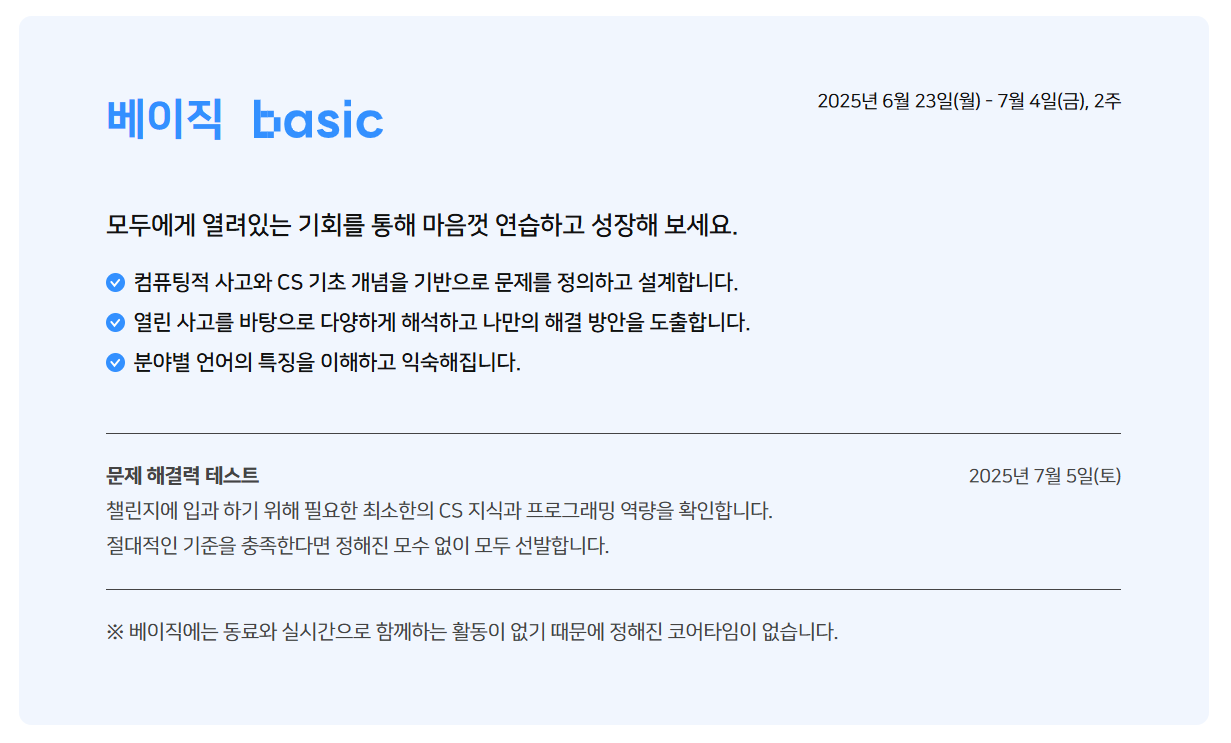 베이직 basic
2025년 6월 23일(월) - 7월 4일(금), 2주
모두에게 열려있는 기회를 통해 마음껏 연습하고 성장해 보세요.
컴퓨팅적 사고와 CS 기초 개념을 기반으로 문제를 정의하고 설계합니다.
열린 사고를 바탕으로 다양하게 해석하고 나만의 해결 방안을 도출합니다.
분야별 언어의 특징을 이해하고 익숙해집니다.
문제 해결력 테스트
2025년 7월 5일(토)
챌린지에 입과 하기 위해 필요한 최소한의 CS 지식과 프로그래밍 역량을 확인합니다.
절대적인 기준을 충족한다면 정해진 모수 없이 모두 선발합니다.
※ 베이직에는 동료와 실시간으로 함께하는 활동이 없기 때문에 정해진 코어타임이 없습니다.